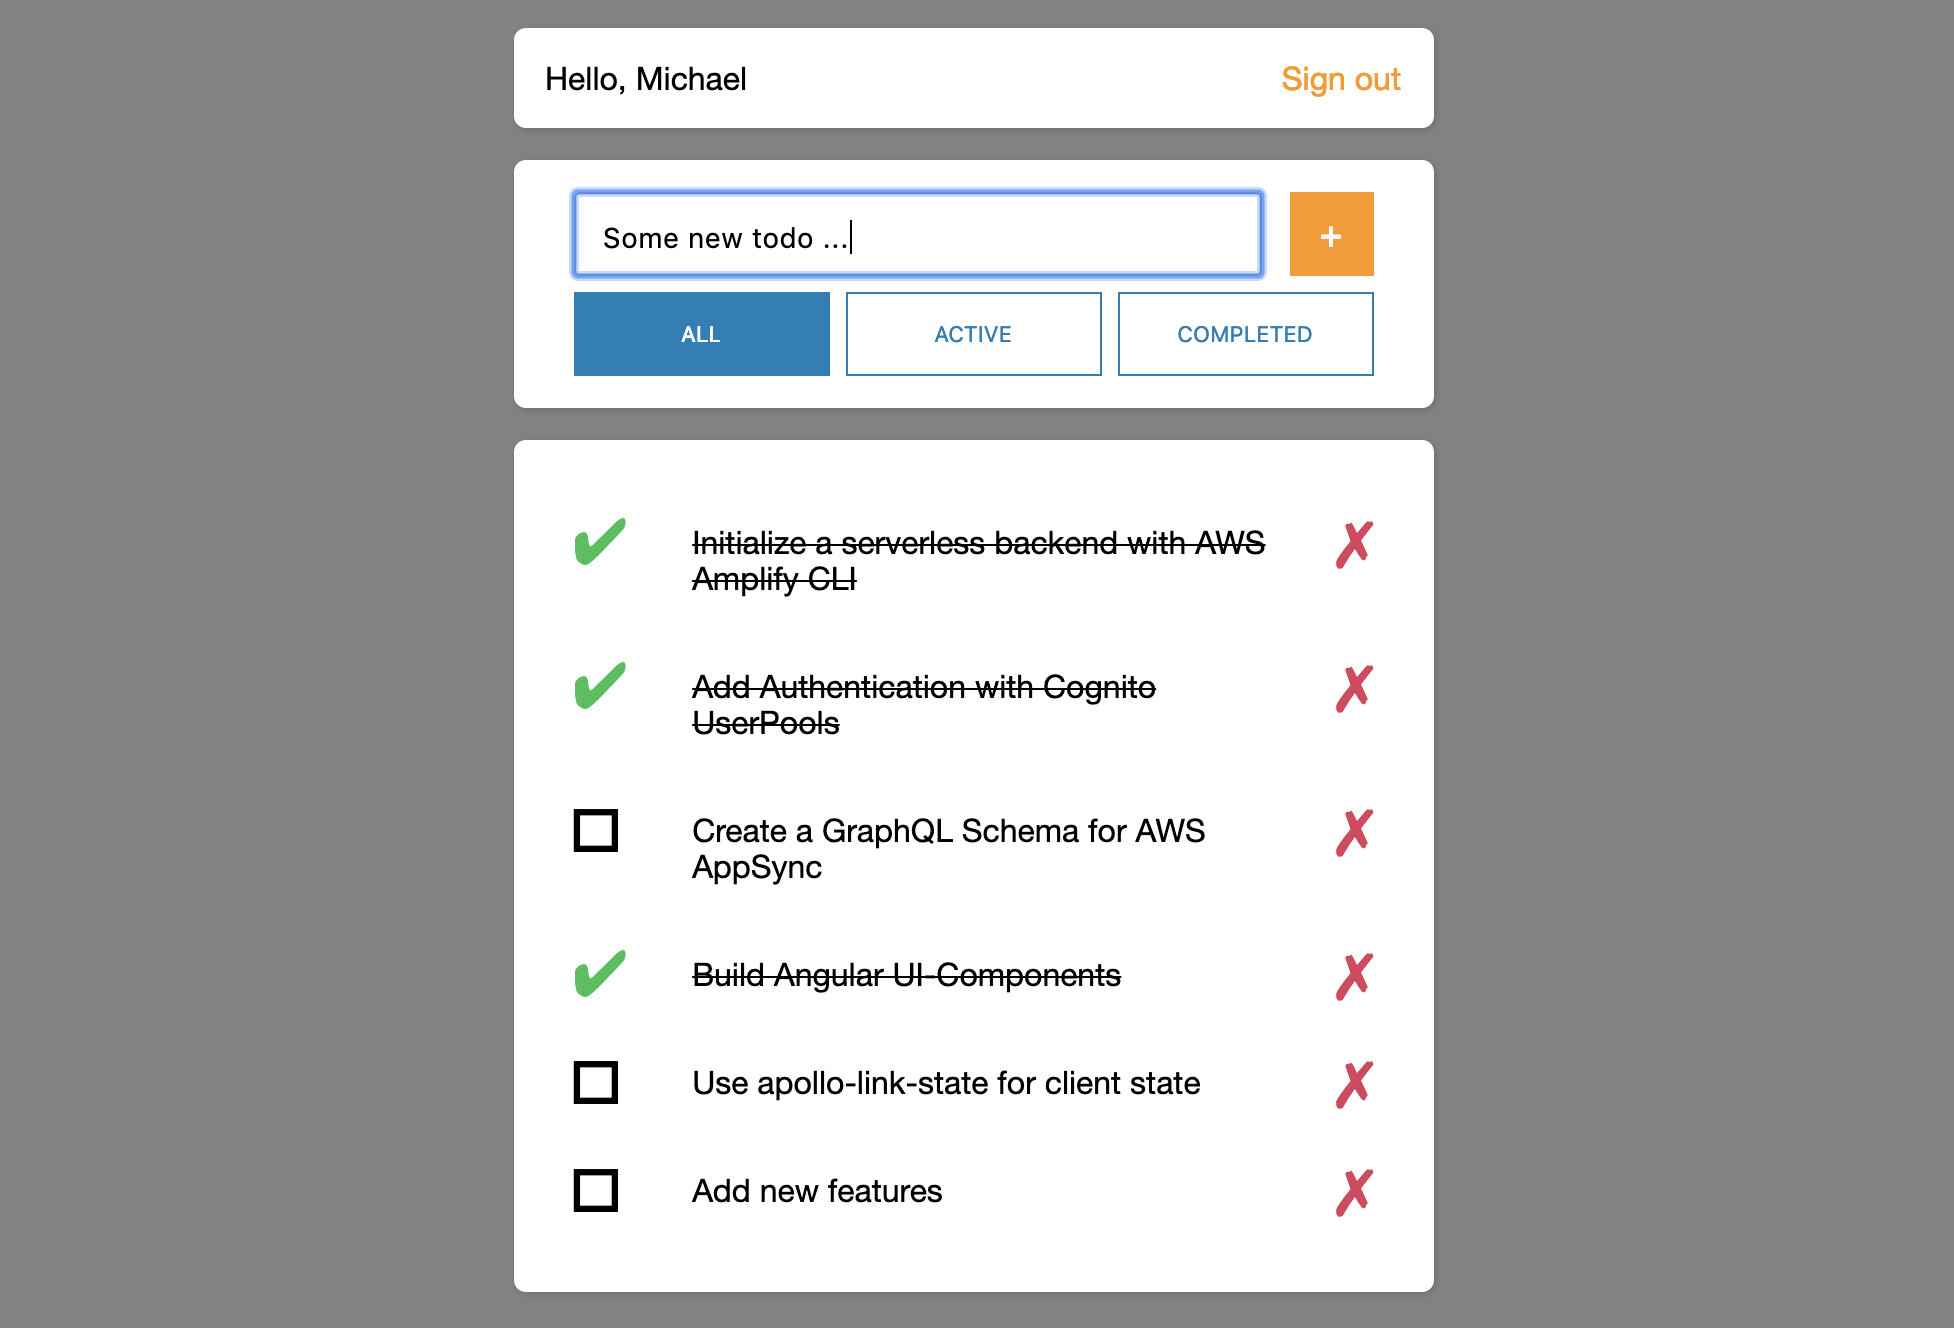 Hello, Michael
Sign out
Some new todo ...
+
ALL
ACTIVE
COMPLETED
Initialize a serverless backend with AWS
Amplify CLI
Add Authentication with Cognito
UserPools
Create a GraphQL Schema for AWS
AppSync
Build Angular UI-Components
Use apollo-link-state for client state
Add new features